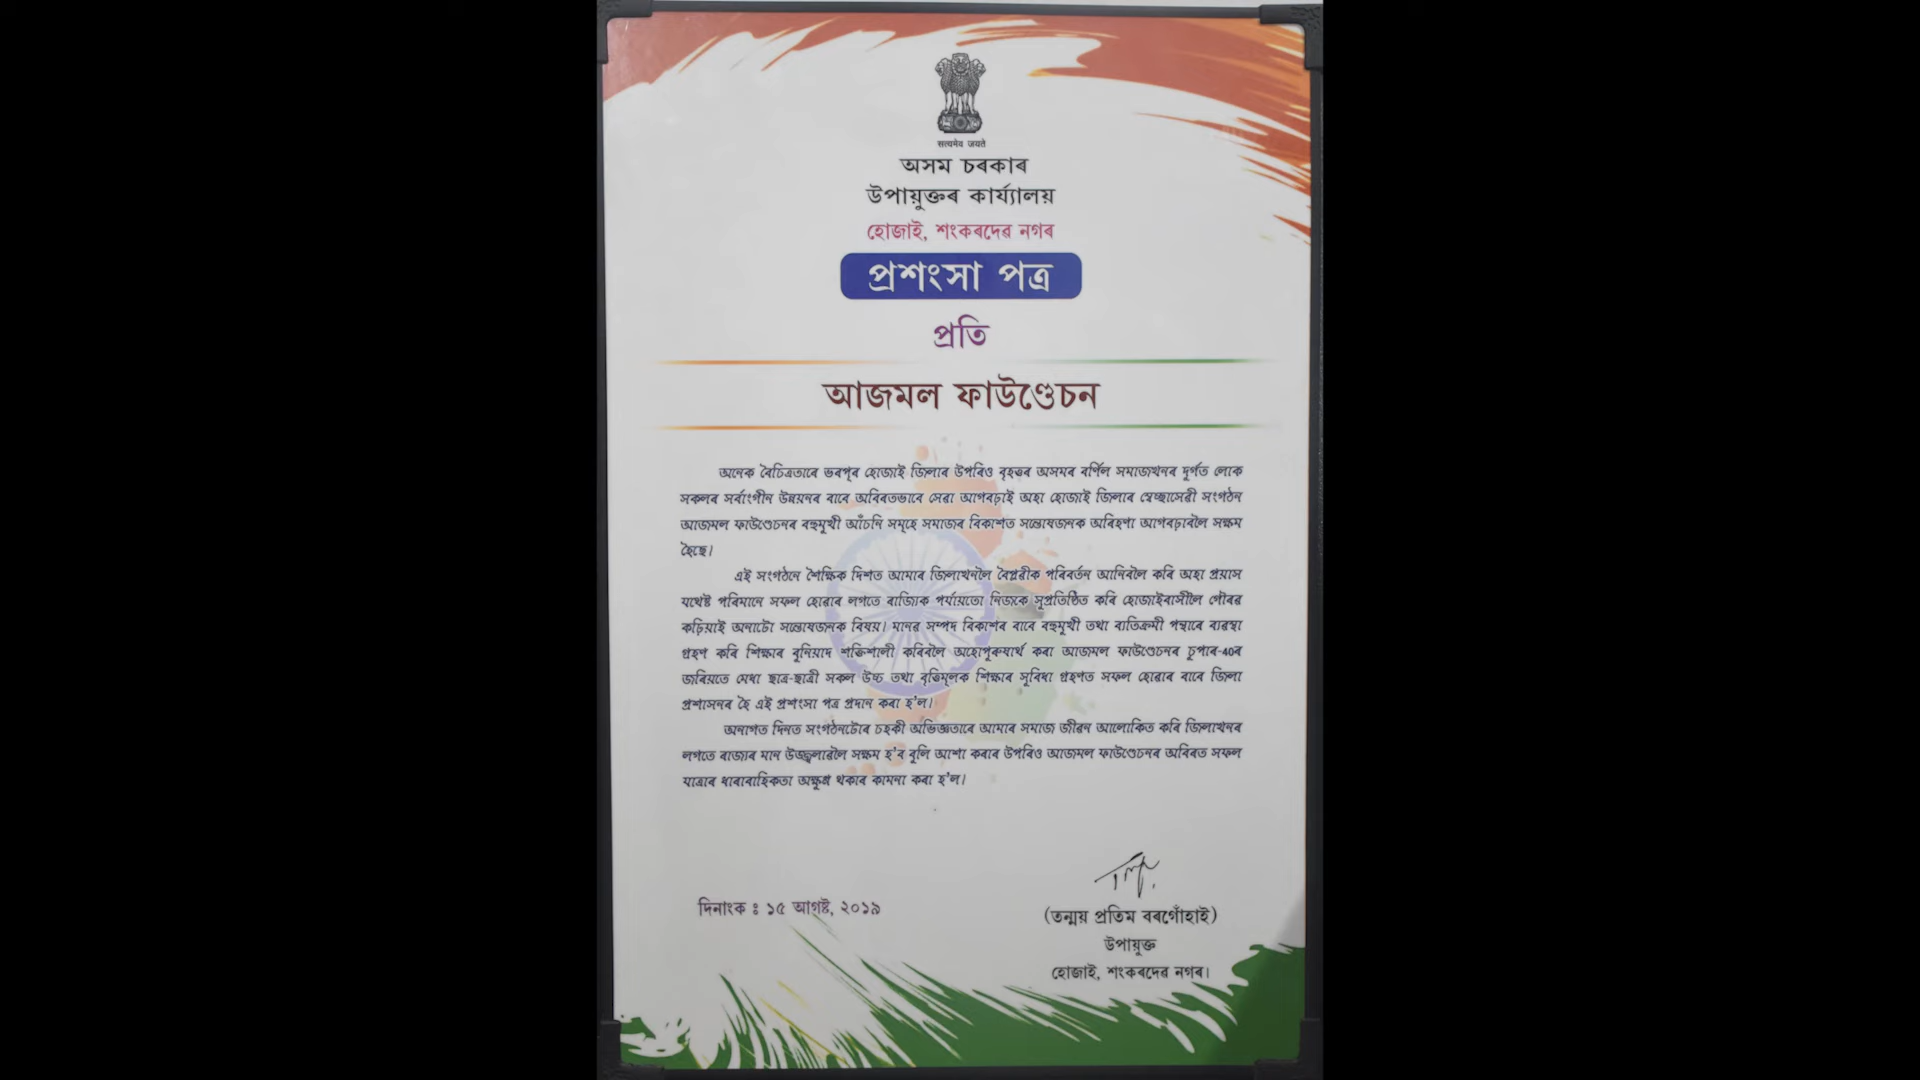 सत्यमेव जयते
অসম চৰকাৰ
উপায়ুক্তৰ কাৰ্য্যালয়
হোজাই, শংকৰদেৱ নগৰ
প্ৰশংসা পত্ৰ
প্ৰতি
আজমল ফাউণ্ডেচন
অনেক বৈচিত্ৰতাৰে ভৰপূৰ হোজাই জিলাৰ উপৰিও বৃহত্তৰ অসমৰ বৰ্ণিল সমাজখনৰ দুৰ্গত লোক
সকলৰ সৰ্বাংগীন উন্নয়নৰ বাবে অবিৰতভাবে সেৱা আগবঢ়াই অহা হোজাই জিলাৰ স্বেচ্ছাসেৱী সংগঠন
আজমল ফাউণ্ডেচনৰ বহুমূখী আঁচনি সমূহে সমাজৰ বিকাশত সন্তোষজনক অৰিহণা আগবঢ়াবলৈ সক্ষম
হৈছে।
এই সংগঠনে শৈক্ষিক দিশত আমাৰ জিলাখনলৈ বৈপ্লৱীক পৰিবৰ্তন আনিবলৈ কৰি অহা প্ৰয়াস
যথেষ্ট পৰিমানে সফল হোৱাৰ লগতে ৰাজ্যিক পৰ্যায়তো নিজকে সূপ্ৰতিষ্ঠিত কৰি হোজাইবাসীলৈ গৌৰৱ
কঢ়িয়াই অনাটো সন্তোষজনক বিষয়। মানৱ সম্পদ বিকাশৰ বাবে বহুমূখী তথা ব্যতিক্ৰমী পন্থাৰে ব্যৱস্থা
গ্ৰহণ কৰি শিক্ষাৰ বুনিয়াদ শক্তিশালী কৰিবলৈ অহোপুৰুষাৰ্থ কৰা আজমল ফাউণ্ডেচনৰ চুপাৰ-40ৰ
জৰিয়তে মেধা ছাত্ৰ-ছাত্ৰী সকল উচ্চ তথা বৃত্তিমূলক শিক্ষাৰ সুবিধা গ্ৰহণত সফল হোৱাৰ বাবে জিলা
প্ৰশাসনৰ হৈ এই প্ৰশংসা পত্ৰ প্ৰদান কৰা হ'ল।
অনাগত দিনত সংগঠনটোৰ চহকী অভিজ্ঞতাৰে আমাৰ সমাজ জীৱন আলোকিত কৰি জিলাখনৰ
লগতে ৰাজ্যৰ মান উজ্জ্বলাৱলৈ সক্ষম হ'ব বুলি আশা কৰাৰ উপৰিও আজমল ফাউণ্ডেচনৰ অবিৰত সফল
যাত্ৰাৰ ধাৰাবাহিকতা অক্ষুণ্ণ থকাৰ কামনা কৰা হ'ল।
দিনাংক ঃ ১৫ আগষ্ট, ২০১৯
(তন্ময় প্ৰতিম বৰগোঁহাই)
উপায়ুক্ত
হোজাই, শংকৰদেৱ নগৰ।